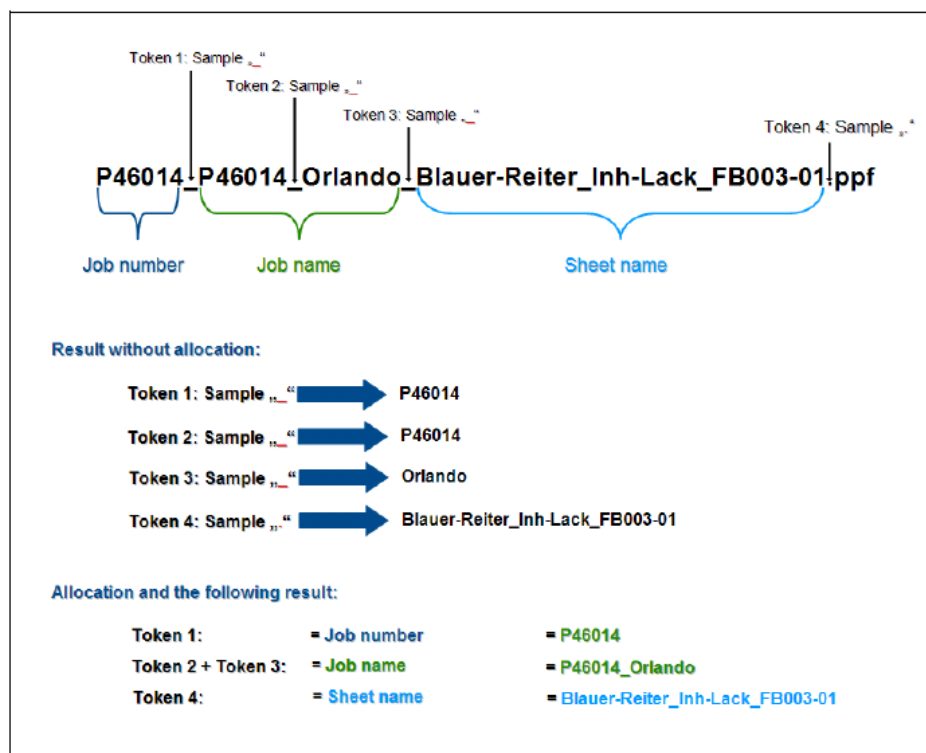 Token 1: Sample „_“
Token 2: Sample „_“
Token 3: Sample „_“
Token 4: Sample „.“
P46014_P46014_Orlando_Blauer-Reiter_Inh-Lack_FB003-01.ppf
Job number Job name Sheet name
Result without allocation:
Token 1: Sample „_“ P46014
Token 2: Sample „_“ P46014
Token 3: Sample „_“ Orlando
Token 4: Sample „.“ Blauer-Reiter_Inh-Lack_FB003-01
Allocation and the following result:
Token 1: = Job number = P46014
Token 2 + Token 3: = Job name = P46014_Orlando
Token 4: = Sheet name = Blauer-Reiter_Inh-Lack_FB003-01